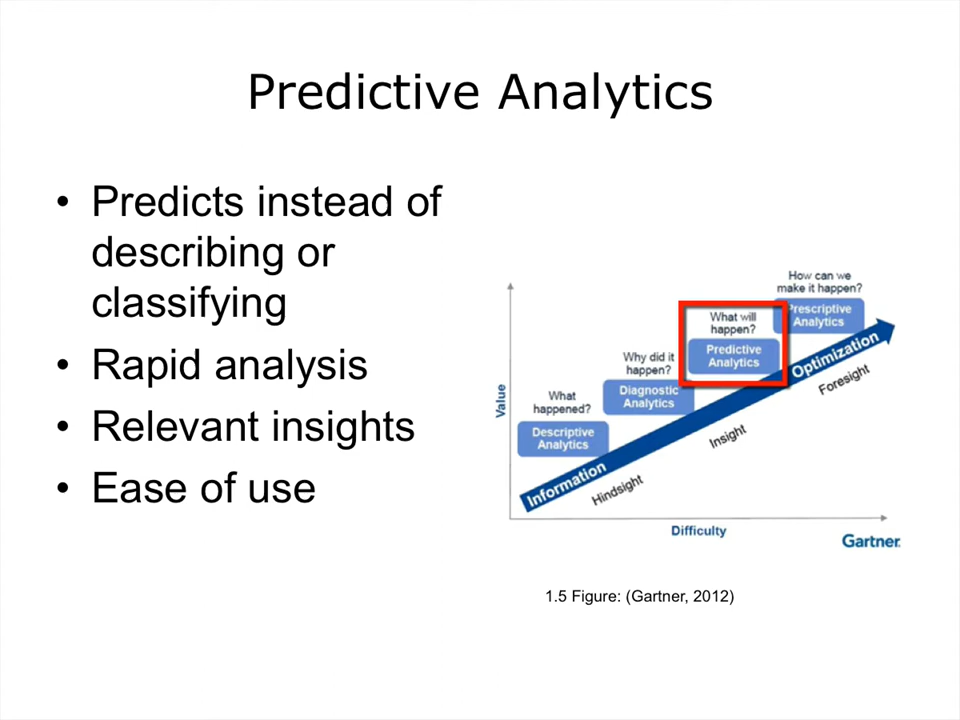 Predictive Analytics
• Predicts instead of
describing or
classifying
• Rapid analysis
• Relevant insights
• Ease of use
How can we
make it happen?
Prescriptive
Analytics
What will
happen?
Predictive
Analytics
Why did it
happen?
Diagnostic
Analytics
What
happened?
Descriptive
Analytics
Value
Information
Optimization
Hindsight
Insight
Foresight
Difficulty
Gartner
1.5 Figure: (Gartner, 2012)